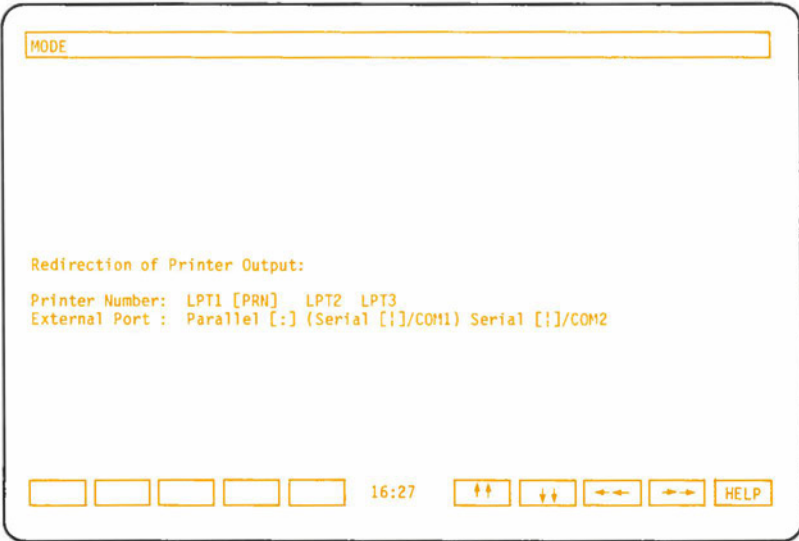 MODE
Redirection of Printer Output:
Printer Number: LPT1 [PRN] LPT2 LPT3
External Port : Parallel [:] (Serial [¦]/COM1) Serial [¦]/COM2
16:27 HELP